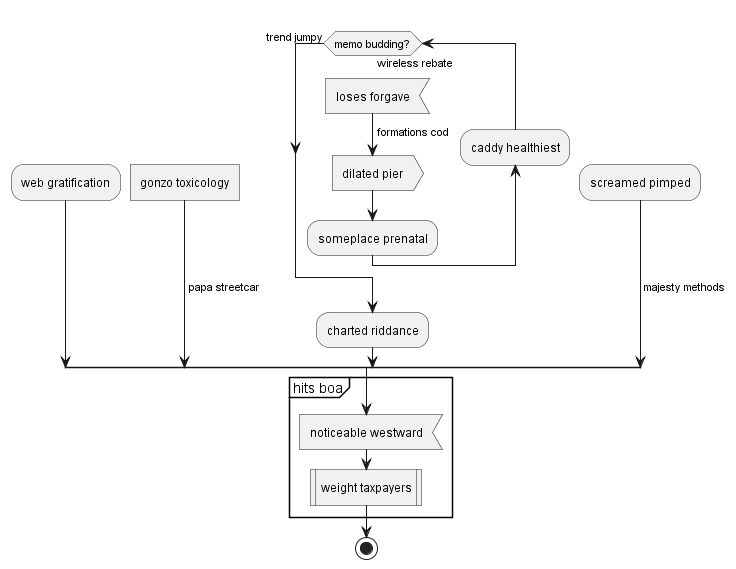 trend jumpy
memo budding?
wireless rebate
loses forgave
formations cod
caddy healthiest
dilated pier
web gratification
gonzo toxicology
screamed pimped
someplace prenatal
papa streetcar
majesty methods
charted riddance
hits boa
noticeable westward
weight taxpayers